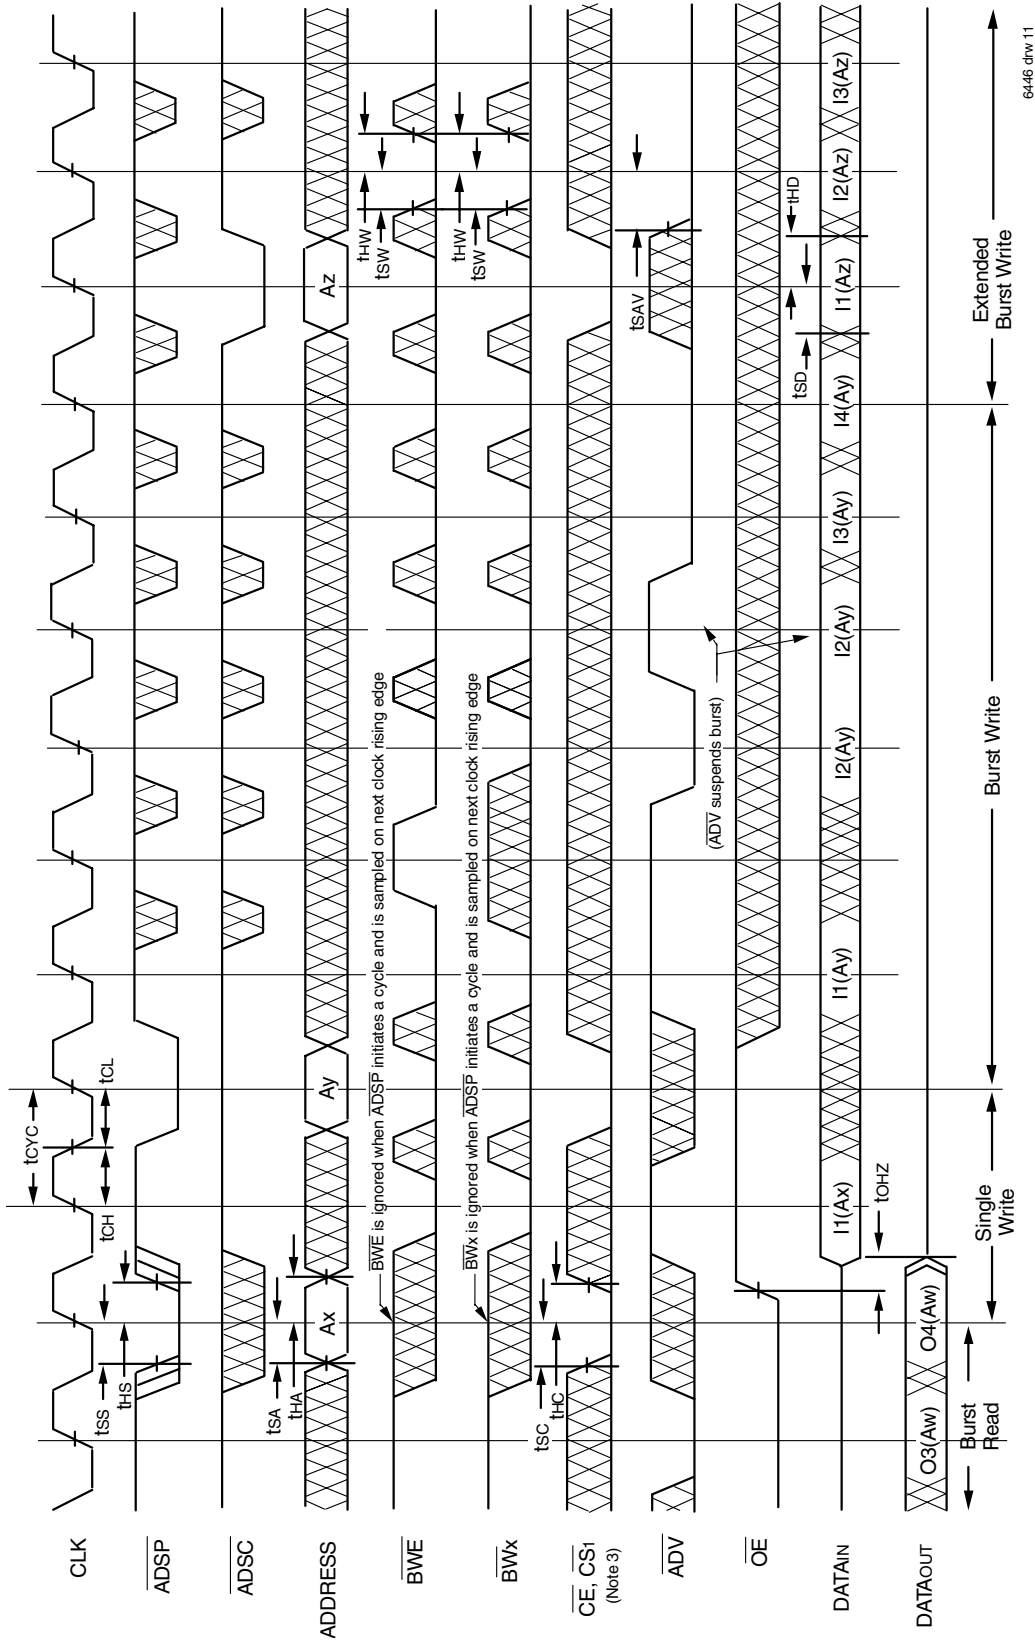 tCYC
tCH
tCL
CLK
tSS
tHS
ADSP
ADSC
tSA
tHA
ADDRESS
Ax
Ay
Az
BWE is ignored when ADSP initiates a cycle and is sampled on next clock rising edge
tHW
tSW
BWE
BWx is ignored when ADSP initiates a cycle and is sampled on next clock rising edge
tHW
tSW
BWx
tSC
tHC
CE, CS1
(Note 3)
tSAV
ADV
(ADV suspends burst)
OE
tHD
tSD
DATAIN
I1(Ax)
I1(Ay)
I2(Ay)
I2(Ay)
I3(Ay)
I4(Ay)
I1(Az)
I2(Az)
I3(Az)
tOHZ
DATAOUT
O3(Aw)
O4(Aw)
Burst
Read
Single
Write
Burst Write
Extended
Burst Write
6446 drw 11